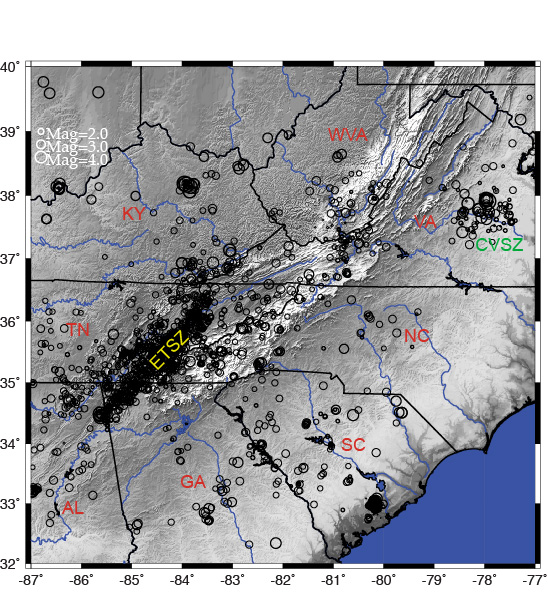 40°
39°
WVA
Mag=2.0
Mag=3.0
Mag=4.0
38°
KY
VA
CVSZ
37°
36°
TN
ETSZ
NC
35°
34°
SC
GA
33°
AL
32°
-87° -86° -85° -84° -83° -82° -81° -80° -79° -78° -77°